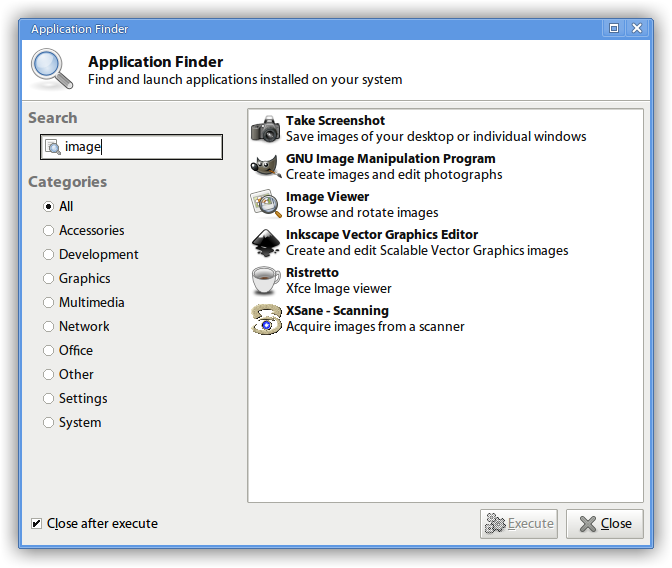 Application Finder
Application Finder
Find and launch applications installed on your system
Search
image
Categories
All
Accessories
Development
Graphics
Multimedia
Network
Office
Other
Settings
System
Take Screenshot
Save images of your desktop or individual windows
GNU Image Manipulation Program
Create images and edit photographs
Image Viewer
Browse and rotate images
Inkscape Vector Graphics Editor
Create and edit Scalable Vector Graphics images
Ristretto
Xfce Image viewer
XSane - Scanning
Acquire images from a scanner
Close after execute
Execute
Close